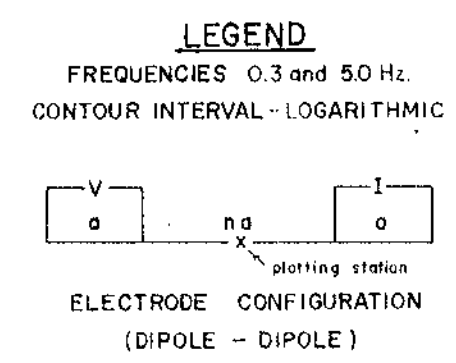 LEGEND
FREQUENCIES 0.3 and 5.0 Hz.
CONTOUR INTERVAL - LOGARITHMIC
V I
a na a
x
plotting station
ELECTRODE CONFIGURATION
(DIPOLE - DIPOLE)